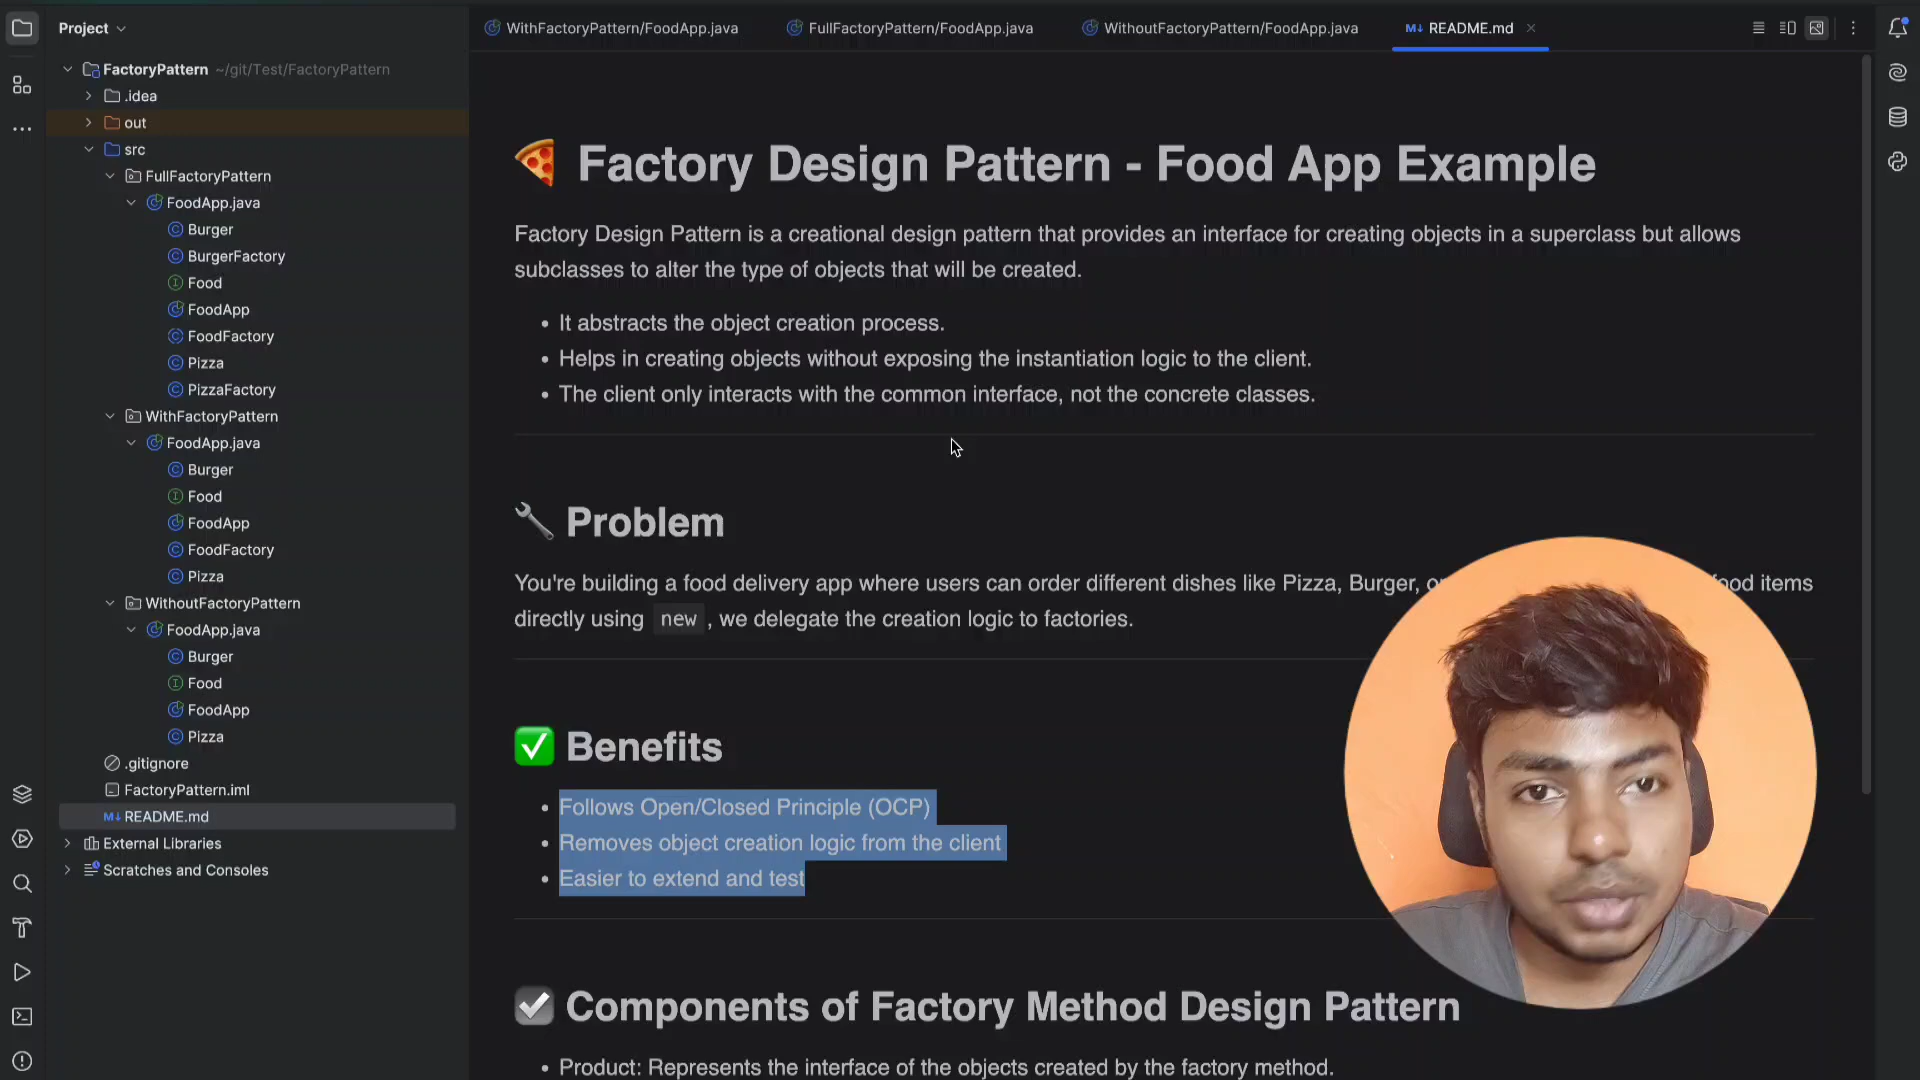 Project
WithFactoryPattern/FoodApp.java
FullFactoryPattern/FoodApp.java
WithoutFactoryPattern/FoodApp.java
M↓ README.md
FactoryPattern ~/git/Test/FactoryPattern
.idea
out
src
FullFactoryPattern
FoodApp.java
Burger
BurgerFactory
Food
FoodApp
FoodFactory
Pizza
PizzaFactory
WithFactoryPattern
FoodApp.java
Burger
Food
FoodApp
FoodFactory
Pizza
WithoutFactoryPattern
FoodApp.java
Burger
Food
FoodApp
Pizza
.gitignore
FactoryPattern.iml
M↓ README.md
External Libraries
Scratches and Consoles
Factory Design Pattern - Food App Example
Factory Design Pattern is a creational design pattern that provides an interface for creating objects in a superclass but allows
subclasses to alter the type of objects that will be created.
• It abstracts the object creation process.
• Helps in creating objects without exposing the instantiation logic to the client.
• The client only interacts with the common interface, not the concrete classes.
Problem
You're building a food delivery app where users can order different dishes like Pizza, Burger, items
directly using new , we delegate the creation logic to factories.
Benefits
• Follows Open/Closed Principle (OCP)
• Removes object creation logic from the client
• Easier to extend and test
Components of Factory Method Design Pattern
• Product: Represents the interface of the objects created by the factory method.